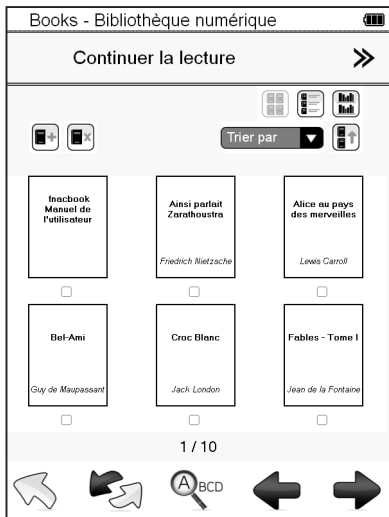 Books - Bibliothèque numérique
Continuer la lecture
Trier par
fnacbook
Manuel de
l'utilisateur
Ainsi parlait
Zarathoustra
Friedrich Nietzsche
Alice au pays
des merveilles
Lewis Carroll
Bel-Ami
Guy de Maupassant
Croc Blanc
Jack London
Fables - Tome I
Jean de la Fontaine
1 / 10
ABCD